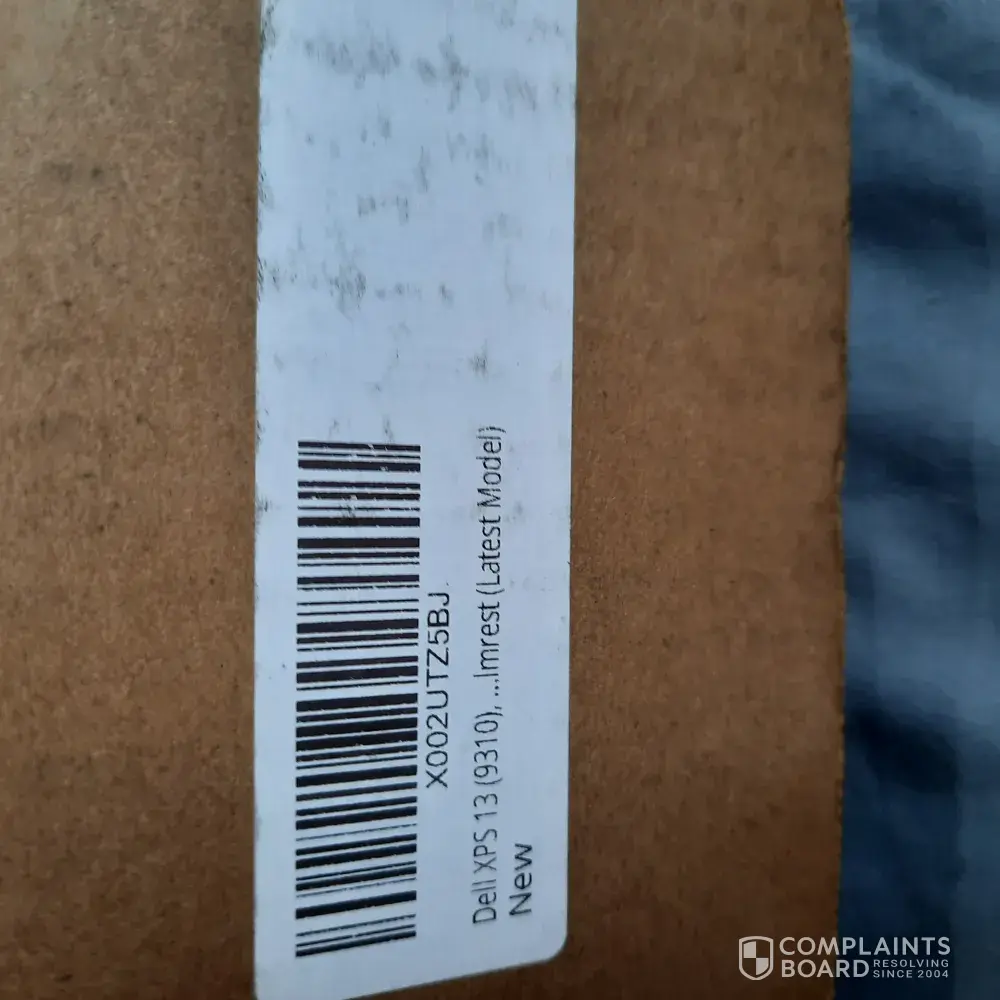 X002UTZ5BJ
Dell XPS 13 (9310), ...lmrest (Latest Model)
New
COMPLAINTS
BOARD RESOLVING
SINCE 2004